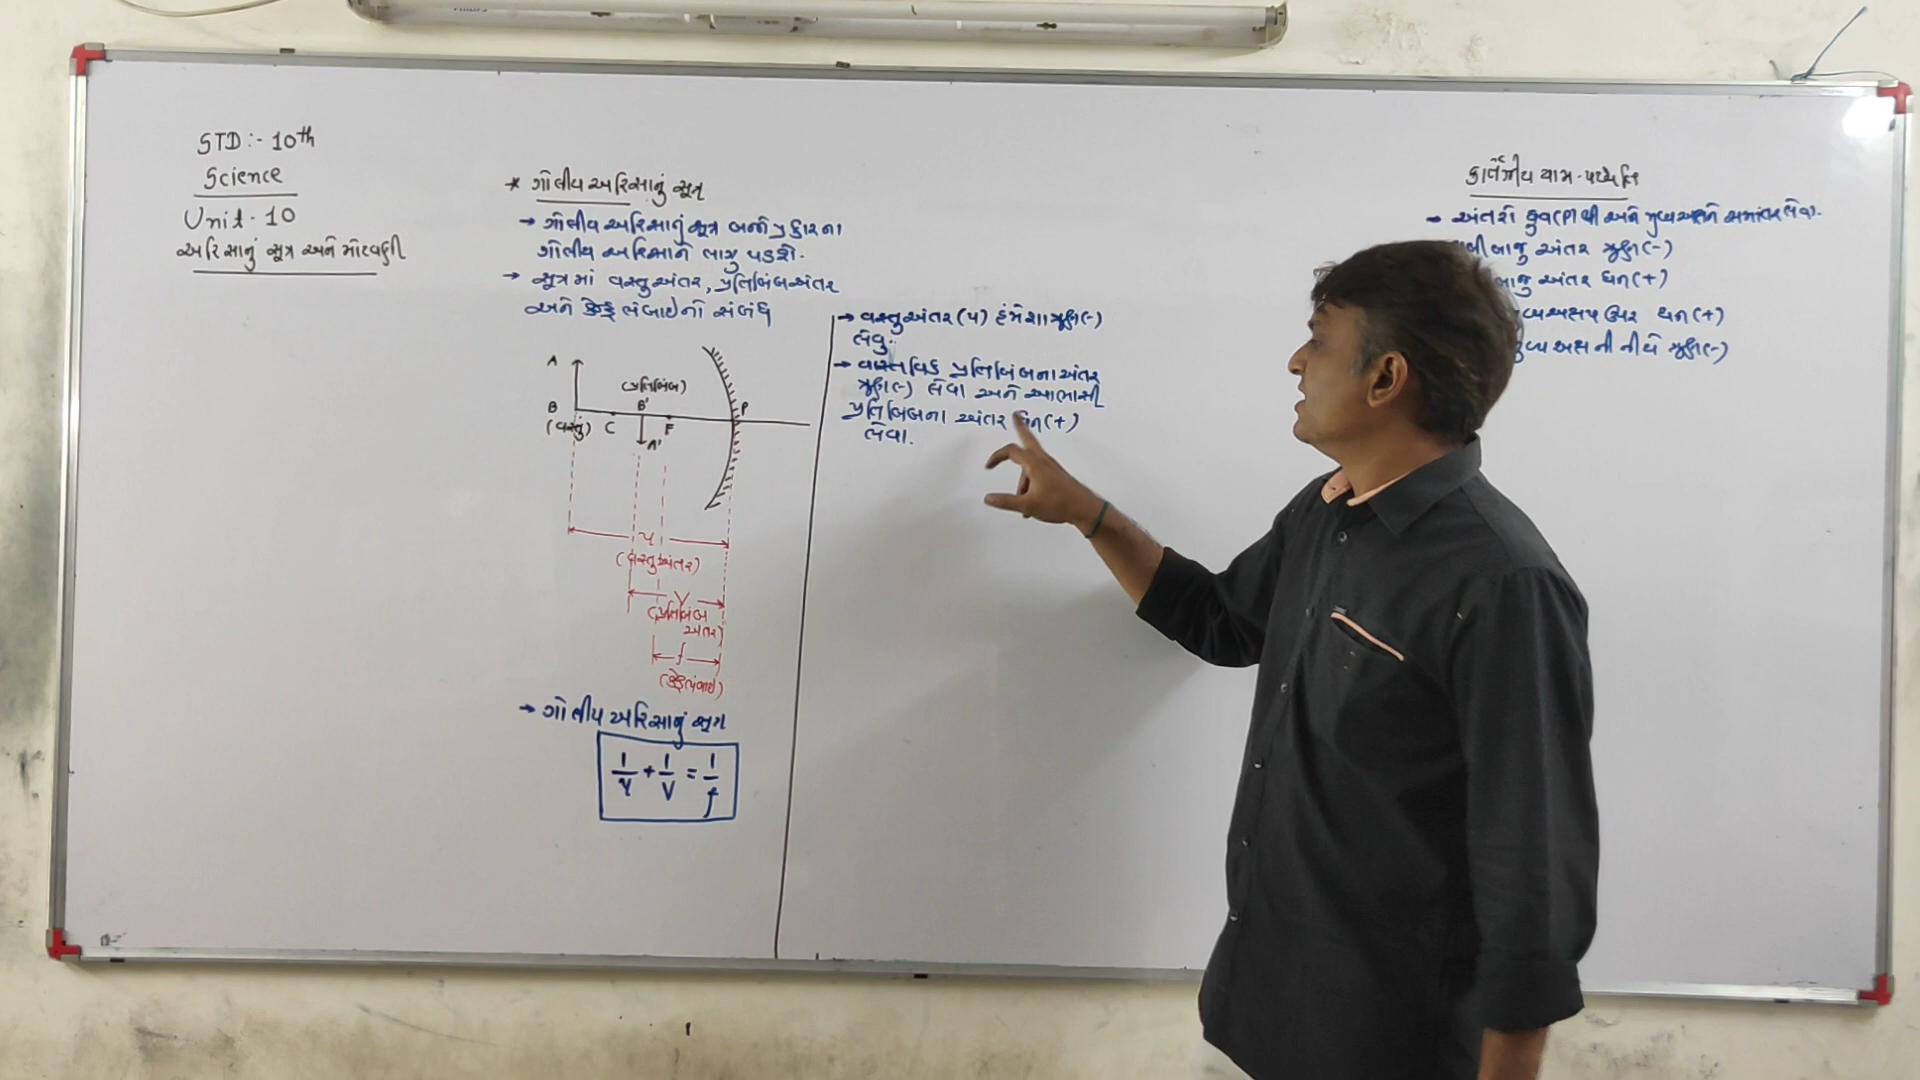 STD :- 10th
Science
Unit - 10
અરિસાનું સૂત્ર અને મોટવણી
* ગોલીય અરિસાનું સૂત્ર
→ ગોલીય અરિસાનું સૂત્ર બન્ને પ્રકારના
ગોલીય અરિસાને લાગુ પડશે.
→ સૂત્રમાં વસ્તુઅંતર, પ્રતિબિંબઅંતર
અને કેન્દ્રલંબાઇનો સંબંધ
A
B
(વસ્તુ)
C
(પ્રતિબિંબ)
B'
A'
F
P
u
(વસ્તુઅંતર)
V
(પ્રતિબિંબ
અંતર)
f
(કેન્દ્રલંબાઇ)
→ ગોલીય અરિસાનું સૂત્ર
1/u + 1/V = 1/f
→ વસ્તુઅંતર (u) હંમેશા ઋણ(-)
લેવું.
→ વાસ્તવિક પ્રતિબિંબના અંતર
ઋણ(-) લેવા અને આભાસી
પ્રતિબિંબના અંતર ધન(+)
લેવા.
કાર્તેઝીય યામ-પધ્ધતિ
→ અંતરો ધ્રુવ(P)થી અને મુખ્યઅક્ષને સમાંતર લેવા.
બાજુ અંતર ઋણ(-)
બાજુ અંતર ધન(+)
ઉપર ધન(+)
ની નીચે ઋણ(-)